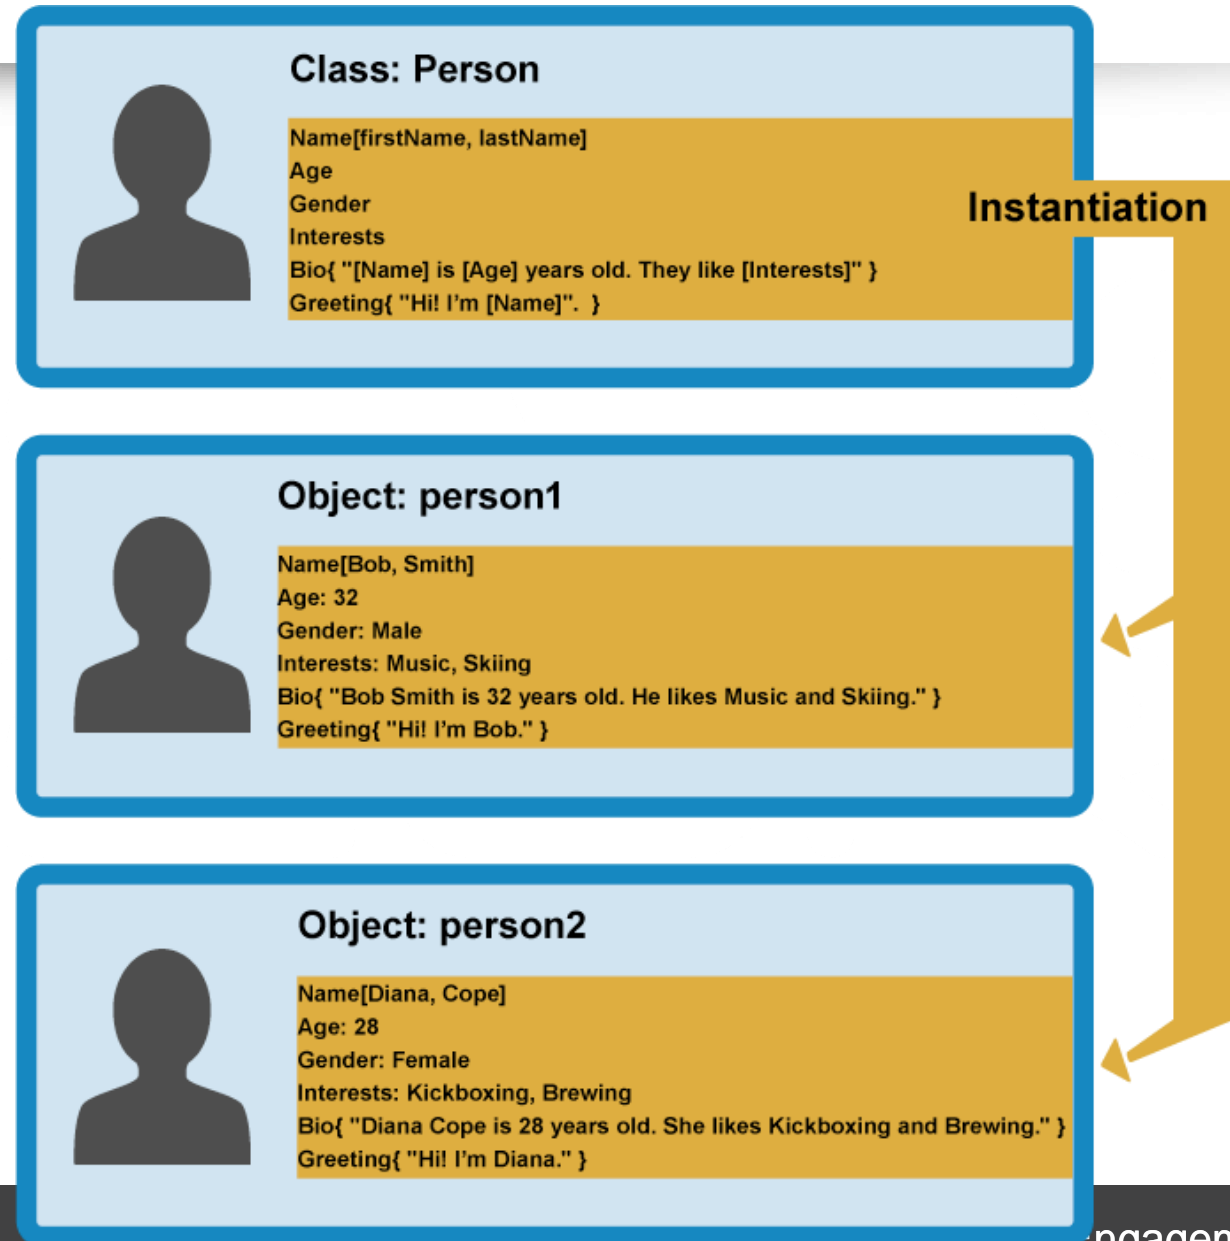 Class: Person
Name[firstName, lastName]
Age
Gender
Interests
Bio{ "[Name] is [Age] years old. They like [Interests]" }
Greeting{ "Hi! I’m [Name]".  }
Instantiation
Object: person1
Name[Bob, Smith]
Age: 32
Gender: Male
Interests: Music, Skiing
Bio{ "Bob Smith is 32 years old. He likes Music and Skiing." }
Greeting{ "Hi! I’m Bob." }
Object: person2
Name[Diana, Cope]
Age: 28
Gender: Female
Interests: Kickboxing, Brewing
Bio{ "Diana Cope is 28 years old. She likes Kickboxing and Brewing." }
Greeting{ "Hi! I’m Diana." }